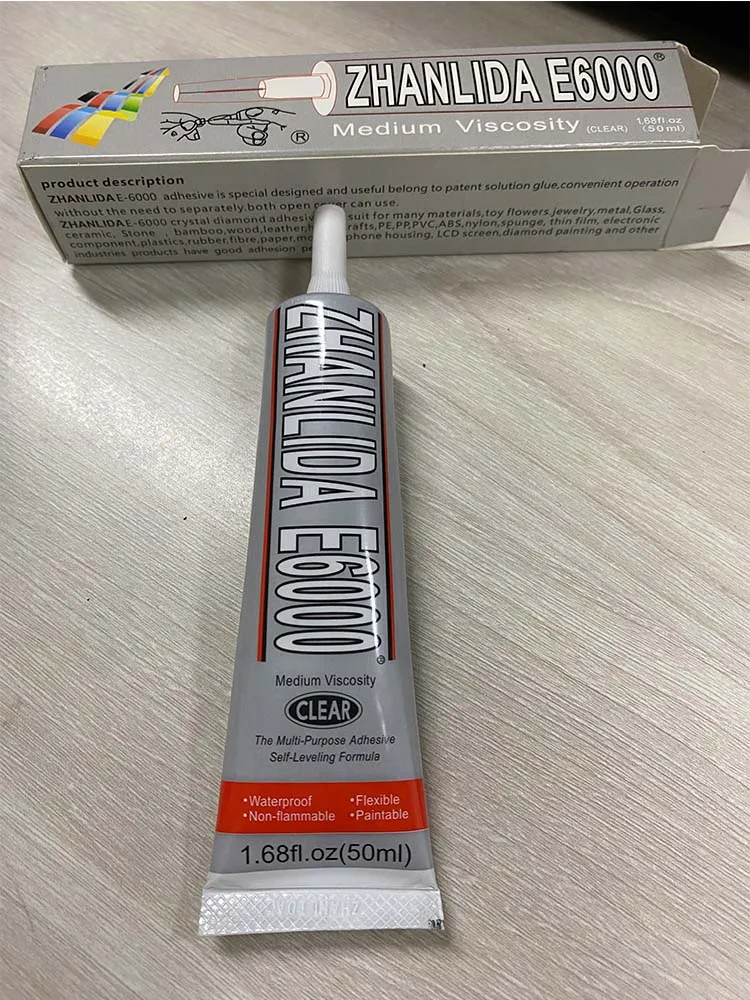 ZHANLIDA E6000®
Medium Viscosity (CLEAR) 1.68fl.oz
(50ml)
®
product description
ZHANLIDA E-6000 adhesive is special designed and useful belong to patent solution glue,convenient operation
without the need to separately,both open cover can use.
ZHANLIDA E-6000 crystal diamond suit for many materials,toy flowers,jewelry,metal,Glass,
ceramic, Stone , bamboo,wood,leather, PE,PP,PVC,ABS,nylon,spunge, thin film, electronic
component,plastics,rubber,fibre,paper, housing, LCD screen,diamond painting and other
industries products have good adhesion
ZHANLIDA E6000®
Medium Viscosity
CLEAR
The Multi-Purpose Adhesive
Self-Leveling Formula
•Waterproof •Flexible
•Non-flammable •Paintable
1.68fl.oz(50ml)